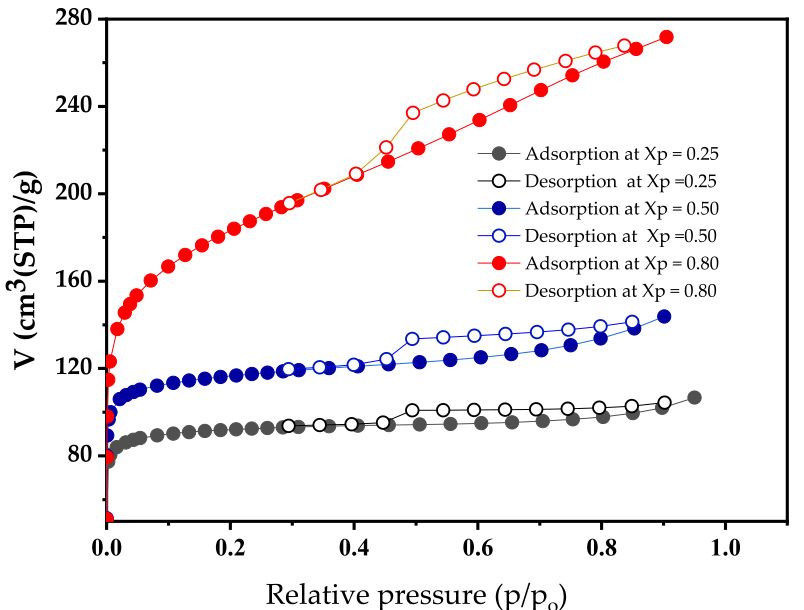 280
240
200
160
120
80
V (cm³(STP)/g)
Adsorption at Xp = 0.25
Desorption at Xp =0.25
Adsorption at Xp = 0.50
Desorption at Xp =0.50
Adsorption at Xp = 0.80
Desorption at Xp = 0.80
0.0 0.2 0.4 0.6 0.8 1.0
Relative pressure (p/pₒ)